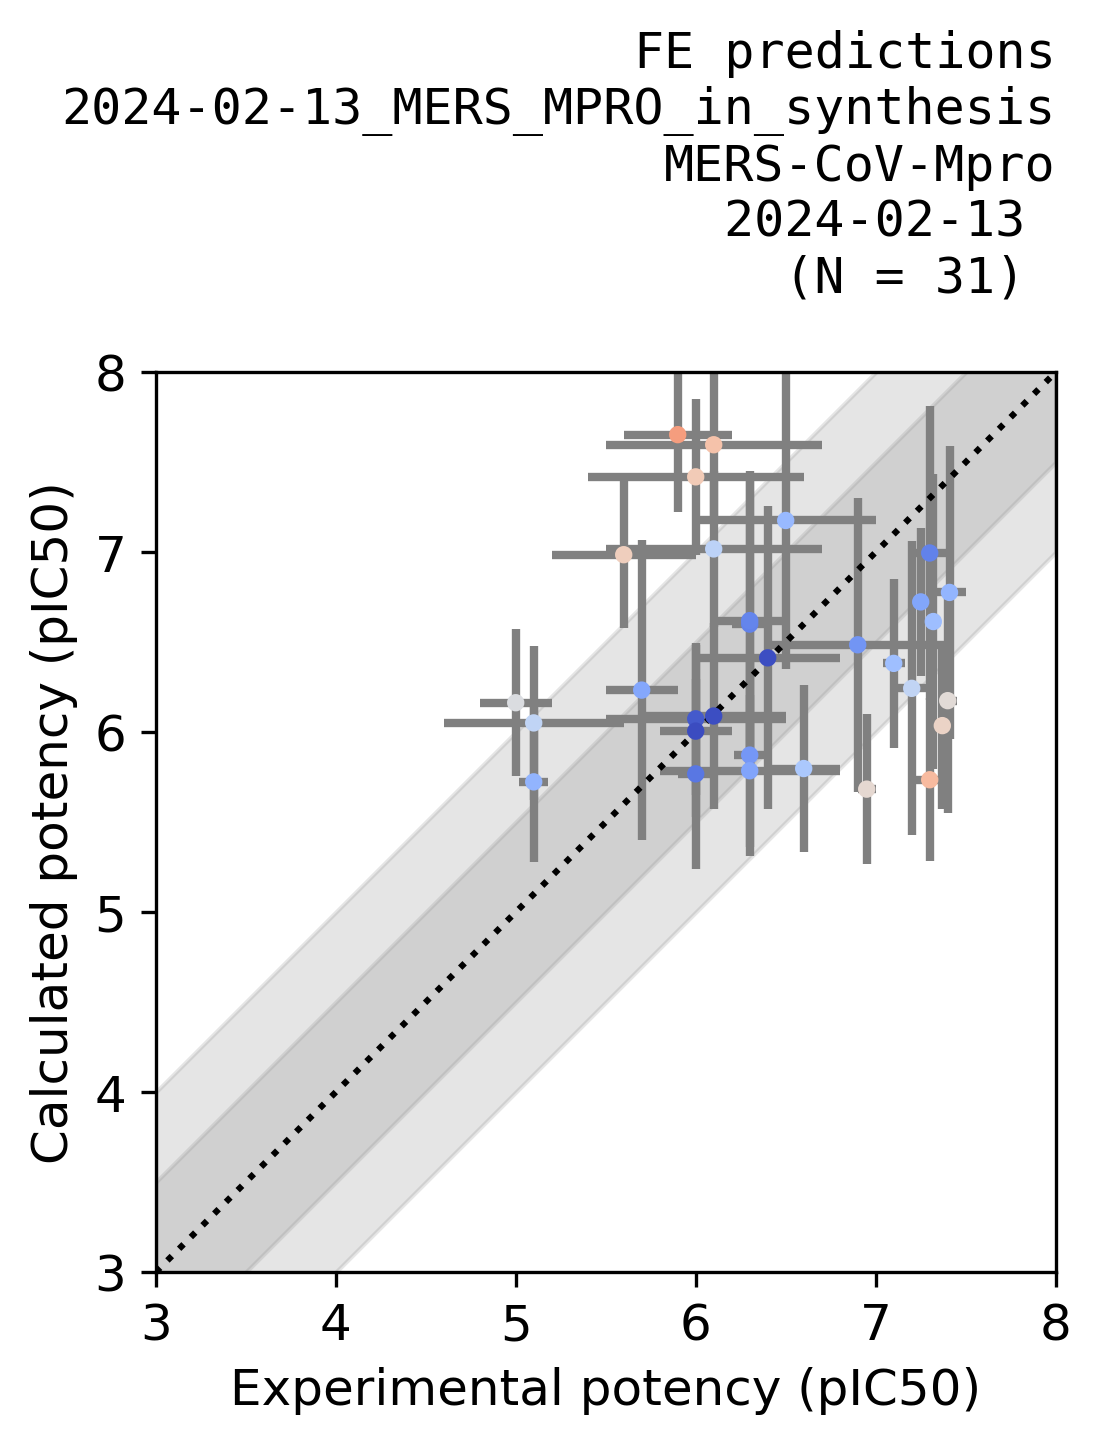 FE predictions
2024-02-13_MERS_MPRO_in_synthesis
MERS-CoV-Mpro
2024-02-13
(N = 31)
8
7
6
5
4
3
Calculated potency (pIC50)
3 4 5 6 7 8
Experimental potency (pIC50)